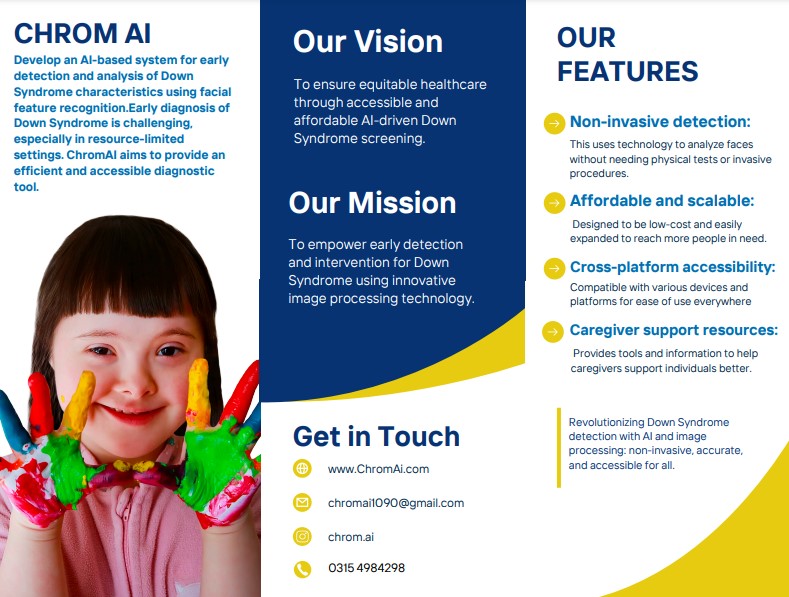 CHROM AI
Develop an AI-based system for early
detection and analysis of Down
Syndrome characteristics using facial
feature recognition.Early diagnosis of
Down Syndrome is challenging,
especially in resource-limited
settings. ChromAI aims to provide an
efficient and accessible diagnostic
tool.
Our Vision
To ensure equitable healthcare
through accessible and
affordable AI-driven Down
Syndrome screening.
Our Mission
To empower early detection
and intervention for Down
Syndrome using innovative
image processing technology.
Get in Touch
www.ChromAi.com
chromai1090@gmail.com
chrom.ai
0315 4984298
OUR
FEATURES
Non-invasive detection:
This uses technology to analyze faces
without needing physical tests or invasive
procedures.
Affordable and scalable:
Designed to be low-cost and easily
expanded to reach more people in need.
Cross-platform accessibility:
Compatible with various devices and
platforms for ease of use everywhere
Caregiver support resources:
Provides tools and information to help
caregivers support individuals better.
Revolutionizing Down Syndrome
detection with AI and image
processing: non-invasive, accurate,
and accessible for all.